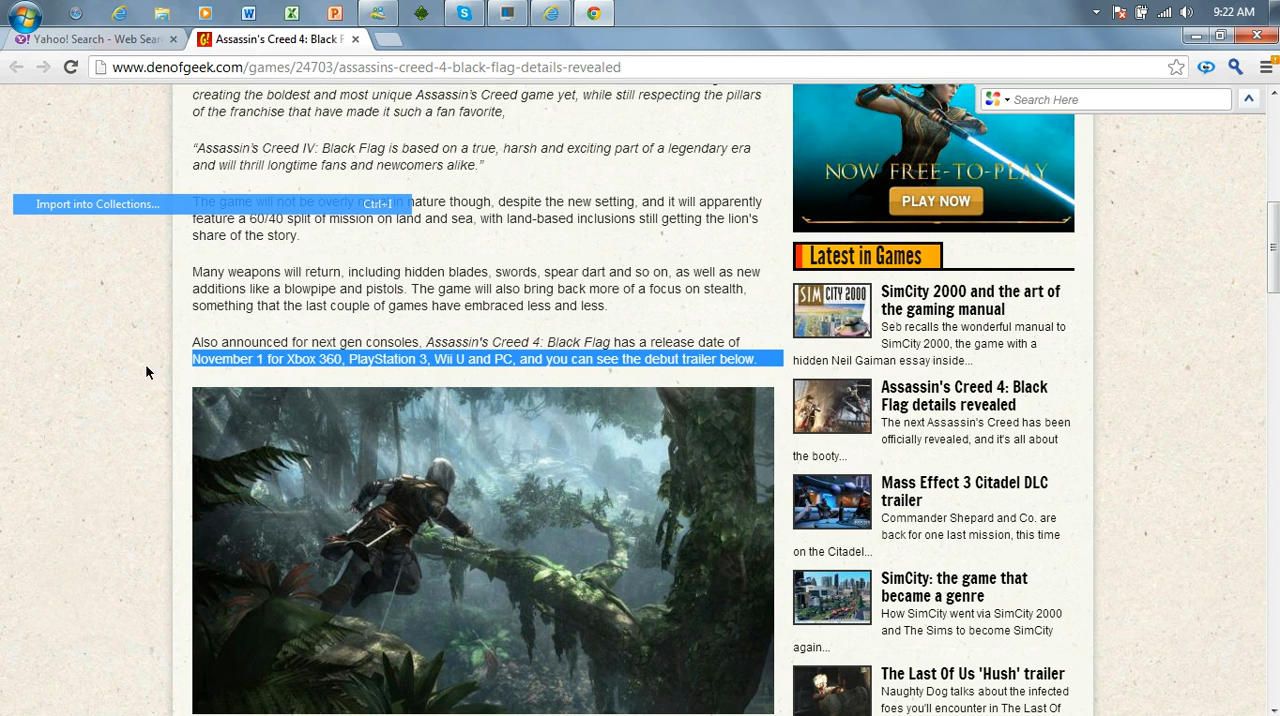 9:22 AM
Yahoo! Search - Web Sear
Assassin's Creed 4: Black F
www.denofgeek.com/games/24703/assassins-creed-4-black-flag-details-revealed
Search Here
creating the boldest and most unique Assassin's Creed game yet, while still respecting the pillars
of the franchise that have made it such a fan favorite,
“Assassin's Creed IV: Black Flag is based on a true, harsh and exciting part of a legendary era
and will thrill longtime fans and newcomers alike.”
Import into Collections... Ctrl+I
The game will not be overly in nature though, despite the new setting, and it will apparently
feature a 60/40 split of mission on land and sea, with land-based inclusions still getting the lion's
share of the story.
Many weapons will return, including hidden blades, swords, spear dart and so on, as well as new
additions like a blowpipe and pistols. The game will also bring back more of a focus on stealth,
something that the last couple of games have embraced less and less.
Also announced for next gen consoles, Assassin's Creed 4: Black Flag has a release date of
November 1 for Xbox 360, PlayStation 3, Wii U and PC, and you can see the debut trailer below.
NOW FREE-TO-PLAY
PLAY NOW
Latest in Games
SimCity 2000 and the art of
the gaming manual
Seb recalls the wonderful manual to
SimCity 2000, the game with a
hidden Neil Gaiman essay inside...
SIM CITY 2000
Assassin's Creed 4: Black
Flag details revealed
The next Assassin's Creed has been
officially revealed, and it's all about
the booty...
Mass Effect 3 Citadel DLC
trailer
Commander Shepard and Co. are
back for one last mission, this time
on the Citadel...
SimCity: the game that
became a genre
How SimCity went via SimCity 2000
and The Sims to become SimCity
again...
The Last Of Us 'Hush' trailer
Naughty Dog talks about the infected
foes you'll encounter in The Last Of